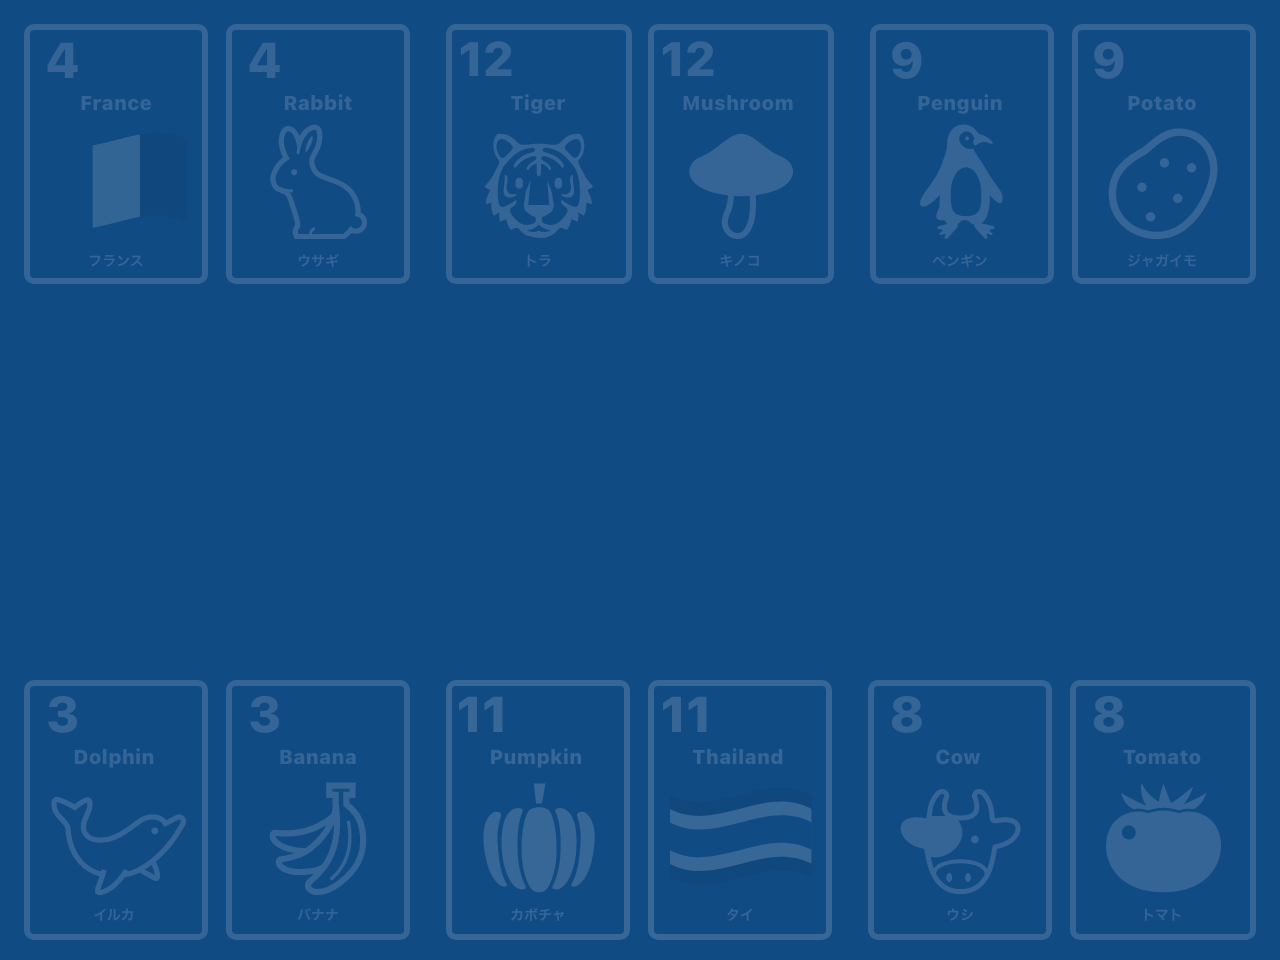 4
France
フランス
4
Rabbit
ウサギ
12
Tiger
トラ
12
Mushroom
キノコ
9
Penguin
ペンギン
9
Potato
ジャガイモ
3
Dolphin
イルカ
3
Banana
バナナ
11
Pumpkin
カボチャ
11
Thailand
タイ
8
Cow
ウシ
8
Tomato
トマト